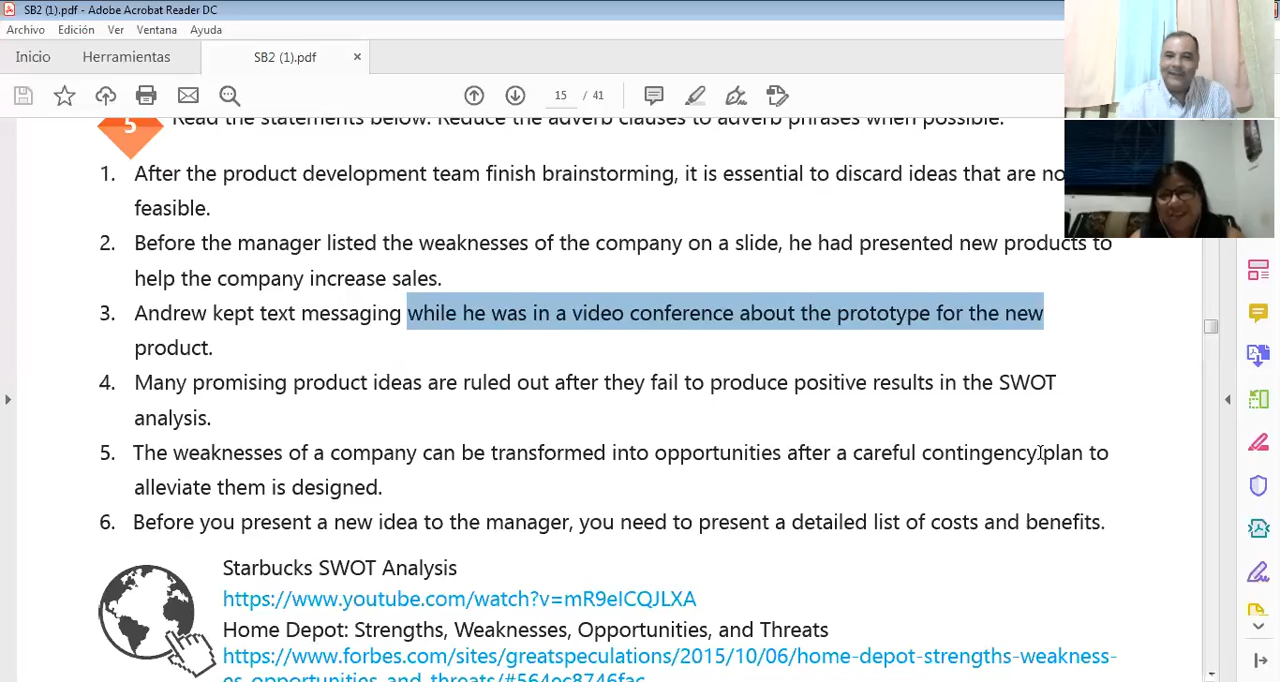 SB2 (1).pdf - Adobe Acrobat Reader DC
Archivo Edición Ver Ventana Ayuda
Inicio Herramientas SB2 (1).pdf ×
15 / 41
5 Read the statements below. Reduce the adverb clauses to adverb phrases when possible.
1. After the product development team finish brainstorming, it is essential to discard ideas that are no
feasible.
2. Before the manager listed the weaknesses of the company on a slide, he had presented new products to
help the company increase sales.
3. Andrew kept text messaging while he was in a video conference about the prototype for the new
product.
4. Many promising product ideas are ruled out after they fail to produce positive results in the SWOT
analysis.
5. The weaknesses of a company can be transformed into opportunities after a careful contingency plan to
alleviate them is designed.
6. Before you present a new idea to the manager, you need to present a detailed list of costs and benefits.
Starbucks SWOT Analysis
https://www.youtube.com/watch?v=mR9eICQJLXA
Home Depot: Strengths, Weaknesses, Opportunities, and Threats
https://www.forbes.com/sites/greatspeculations/2015/10/06/home-depot-strengths-weakness-
es-opportunities-and-threats/#564ec8746fac